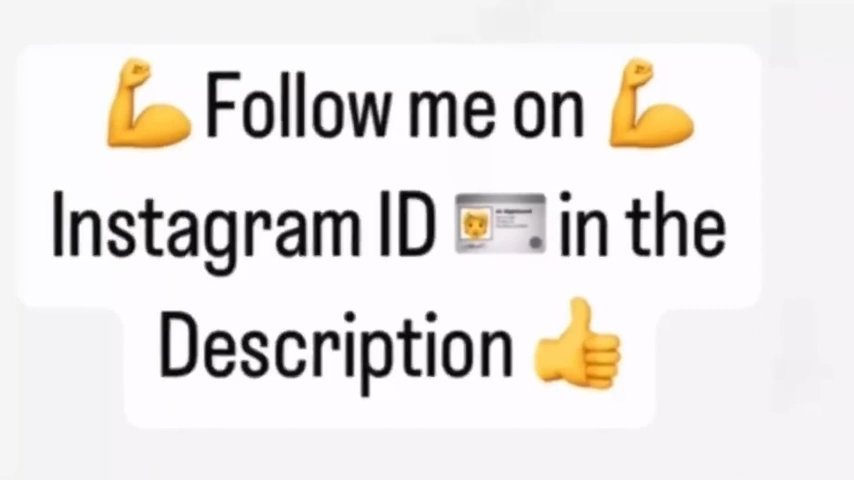 💪Follow me on 💪
Instagram ID 🪪in the
Description 👍